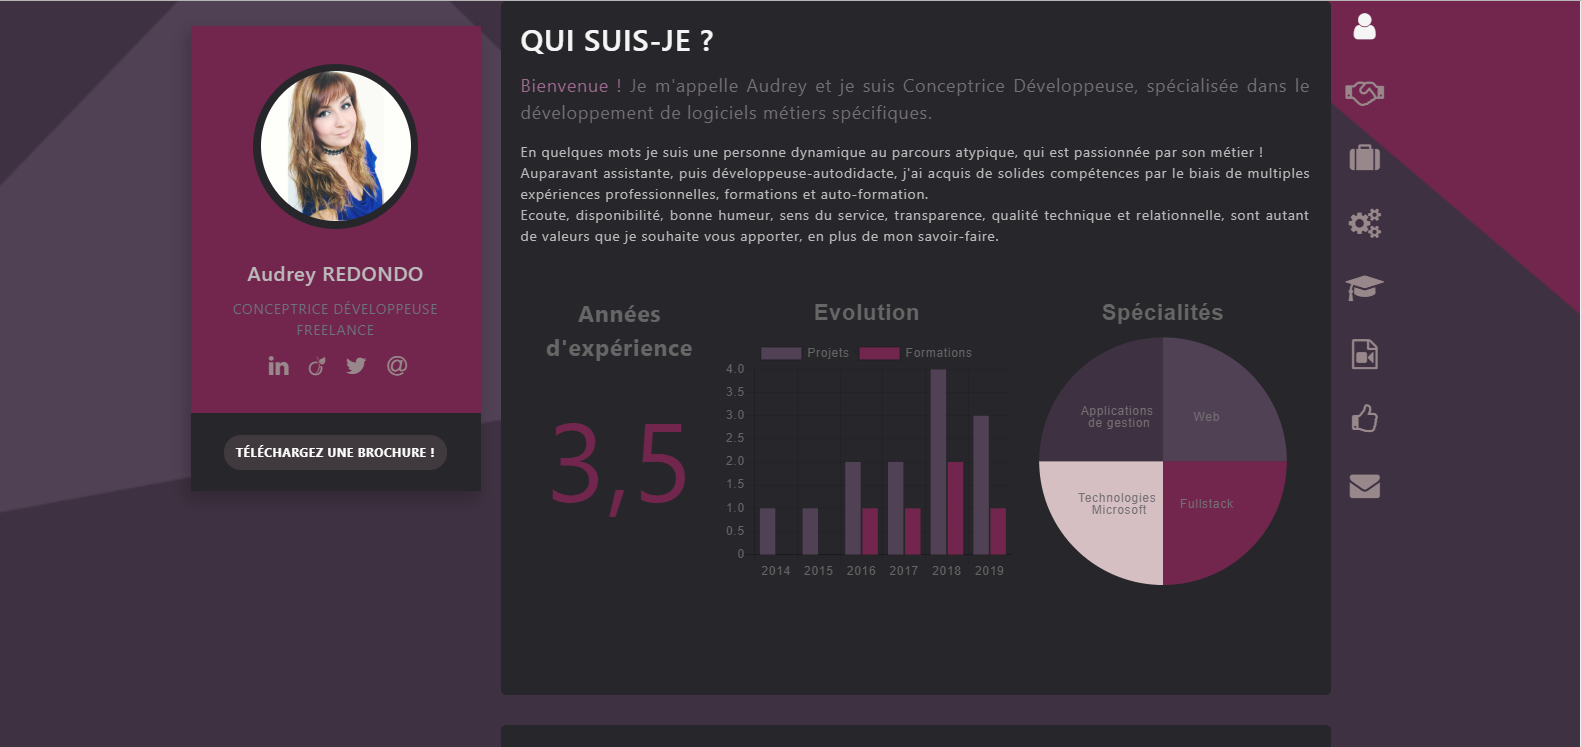 Audrey REDONDO
CONCEPTRICE DÉVELOPPEUSE
FREELANCE
in
@
TÉLÉCHARGEZ UNE BROCHURE !
QUI SUIS-JE ?
Bienvenue ! Je m'appelle Audrey et je suis Conceptrice Développeuse, spécialisée dans le
développement de logiciels métiers spécifiques.
En quelques mots je suis une personne dynamique au parcours atypique, qui est passionnée par son métier !
Auparavant assistante, puis développeuse-autodidacte, j'ai acquis de solides compétences par le biais de multiples
expériences professionnelles, formations et auto-formation.
Ecoute, disponibilité, bonne humeur, sens du service, transparence, qualité technique et relationnelle, sont autant
de valeurs que je souhaite vous apporter, en plus de mon savoir-faire.
Années
d'expérience
3,5
Evolution
Projets Formations
4.0
3.5
3.0
2.5
2.0
1.5
1.0
0.5
0
2014 2015 2016 2017 2018 2019
Spécialités
Applications
de gestion
Web
Technologies
Microsoft
Fullstack